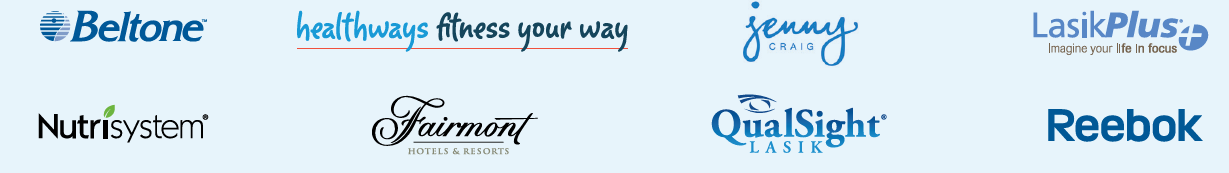 Beltone™
healthways fitness your way
jenny
CRAIG
LasikPlus
Imagine your life in focus
Nutrisystem®
Fairmont
HOTELS & RESORTS
QualSight®
LASIK
Reebok